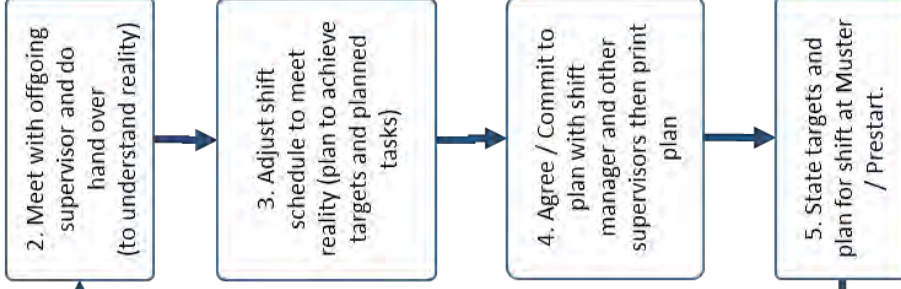 2. Meet with offgoing
supervisor and do
hand over
(to understand reality)
3. Adjust shift
schedule to meet
reality (plan to achieve
targets and planned
tasks)
4. Agree / Commit to
plan with shift
manager and other
supervisors then print
plan
5. State targets and
plan for shift at Muster
/ Prestart.